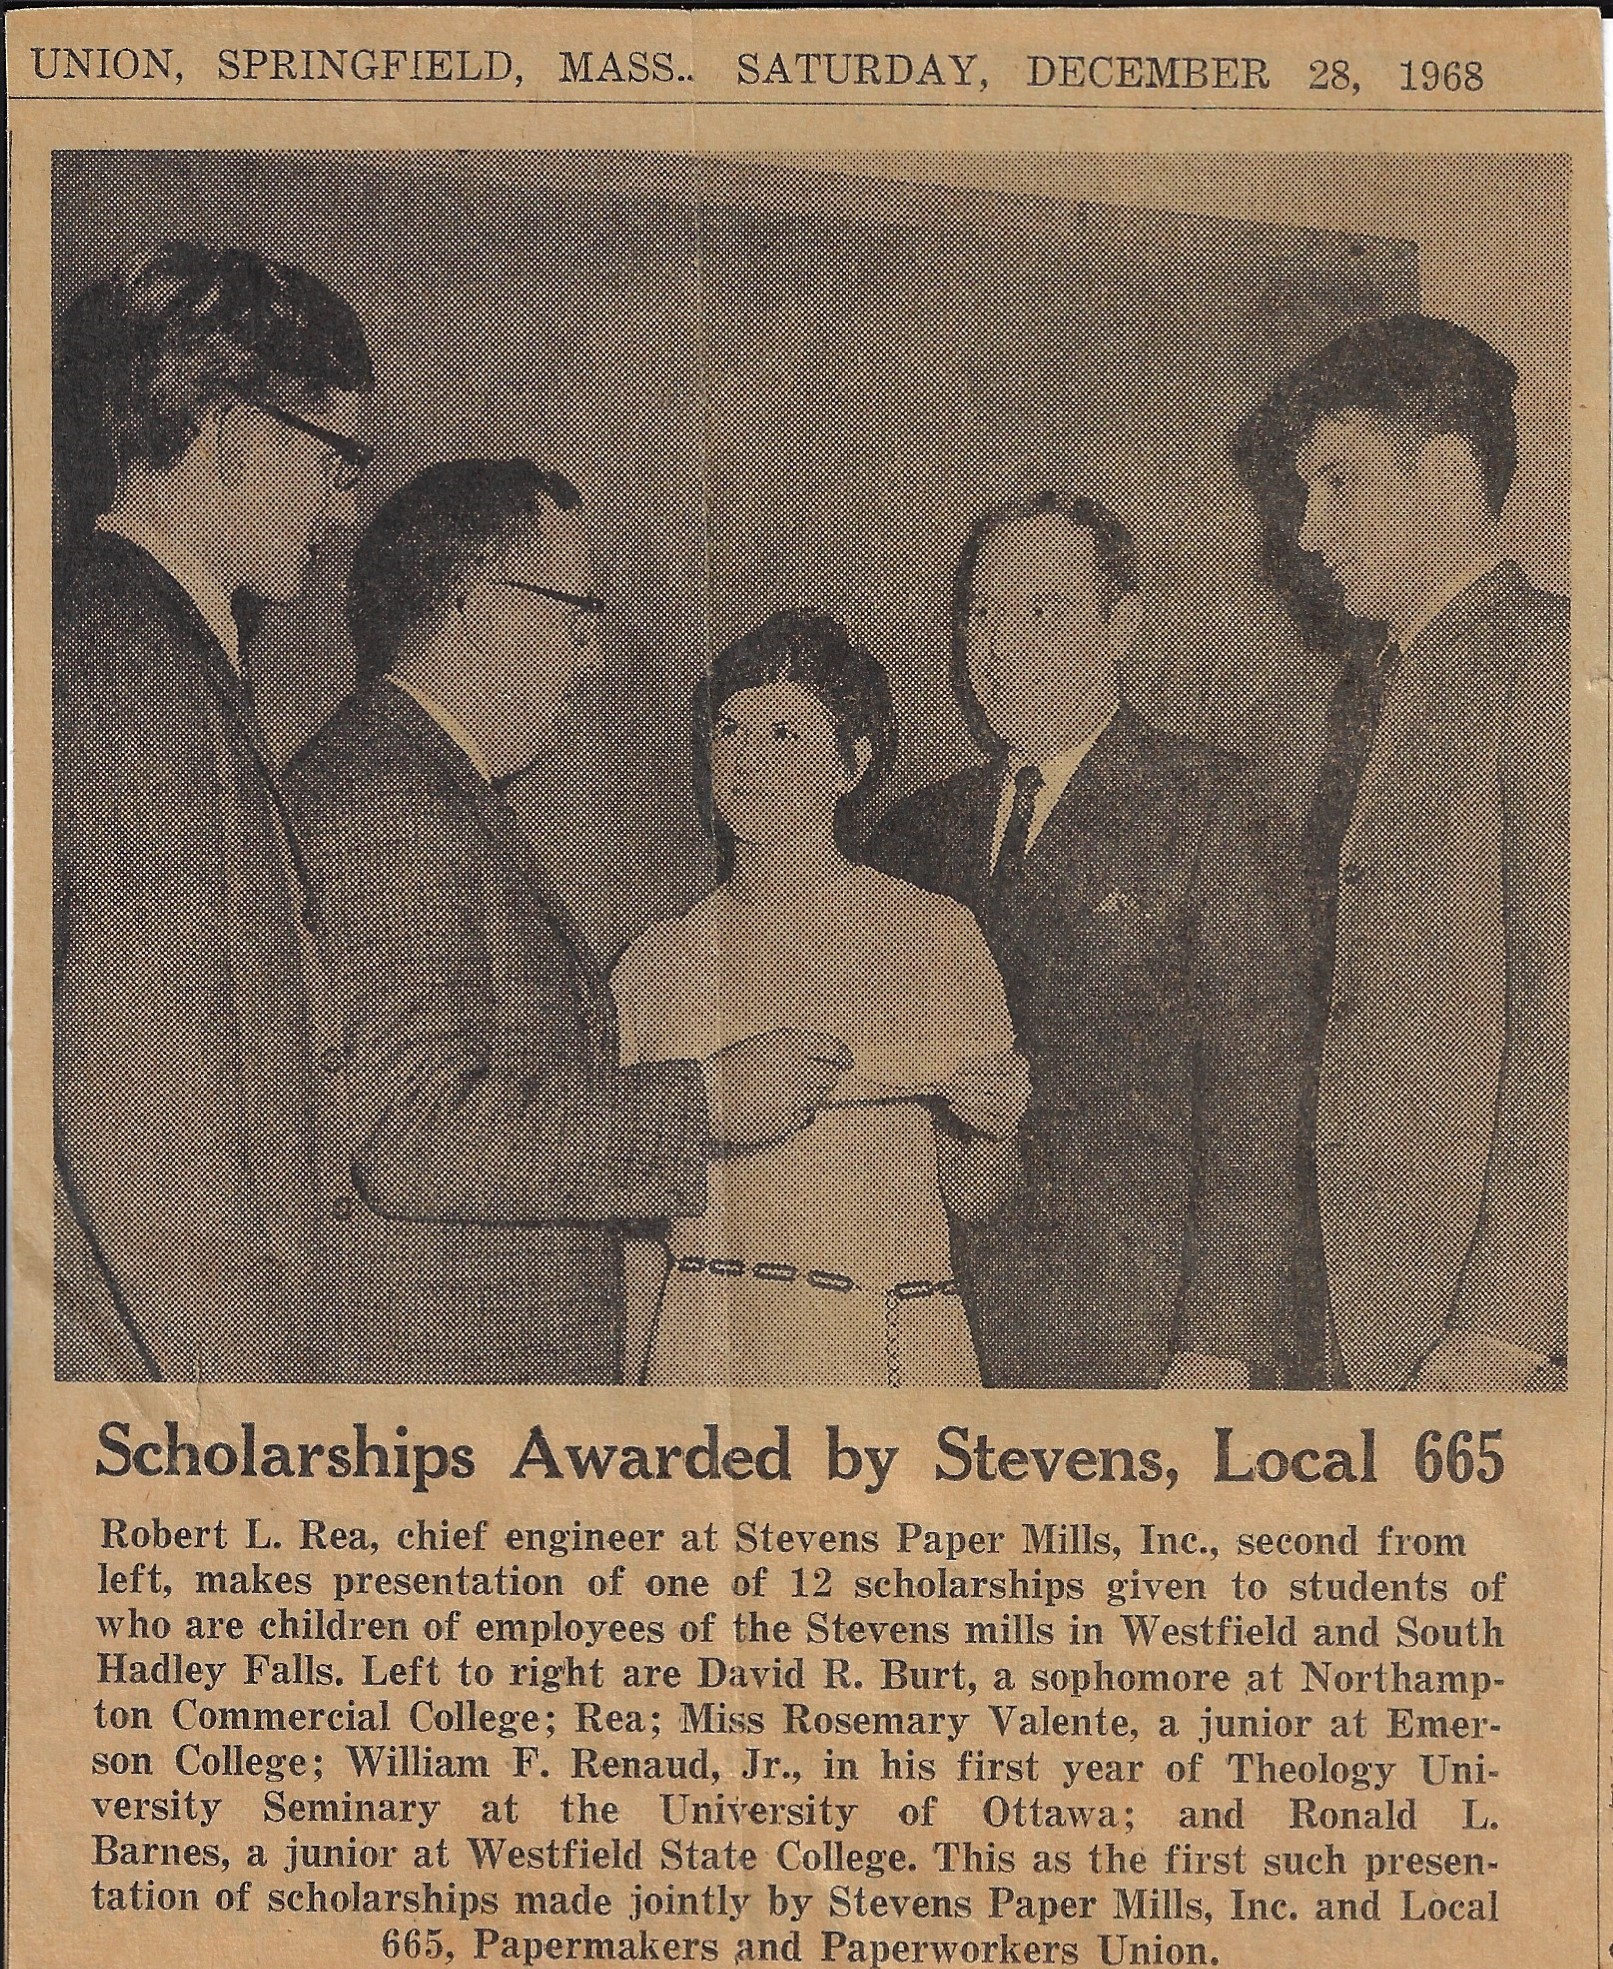 UNION, SPRINGFIELD, MASS.. SATURDAY, DECEMBER 28, 1968
Scholarships Awarded by Stevens, Local 665
Robert L. Rea, chief engineer at Stevens Paper Mills, Inc., second from
left, makes presentation of one of 12 scholarships given to students of
who are children of employees of the Stevens mills in Westfield and South
Hadley Falls. Left to right are David R. Burt, a sophomore at Northamp-
ton Commercial College; Rea; Miss Rosemary Valente, a junior at Emer-
son College; William F. Renaud, Jr., in his first year of Theology Uni-
versity Seminary at the University of Ottawa; and Ronald L.
Barnes, a junior at Westfield State College. This as the first such presen-
tation of scholarships made jointly by Stevens Paper Mills, Inc. and Local
665, Papermakers and Paperworkers Union.